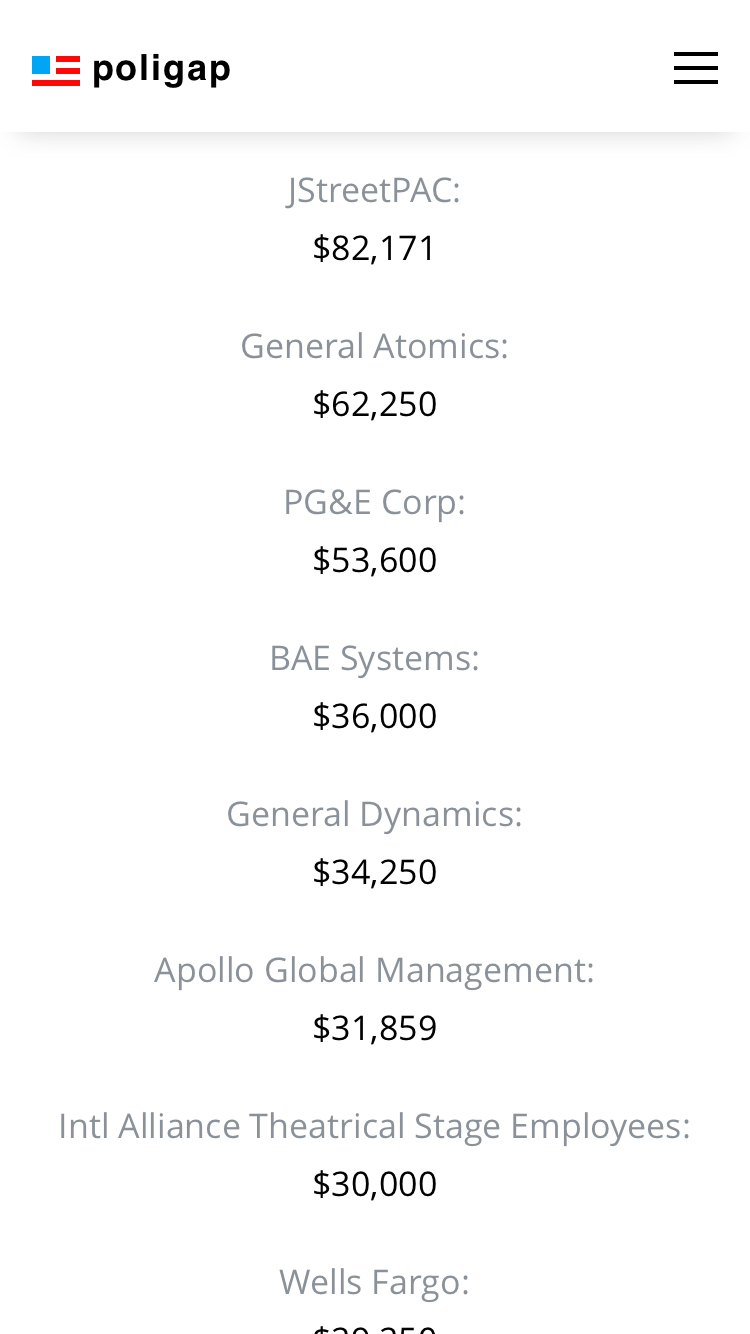 poligap
JStreetPAC:
$82,171
General Atomics:
$62,250
PG&E Corp:
$53,600
BAE Systems:
$36,000
General Dynamics:
$34,250
Apollo Global Management:
$31,859
Intl Alliance Theatrical Stage Employees:
$30,000
Wells Fargo: